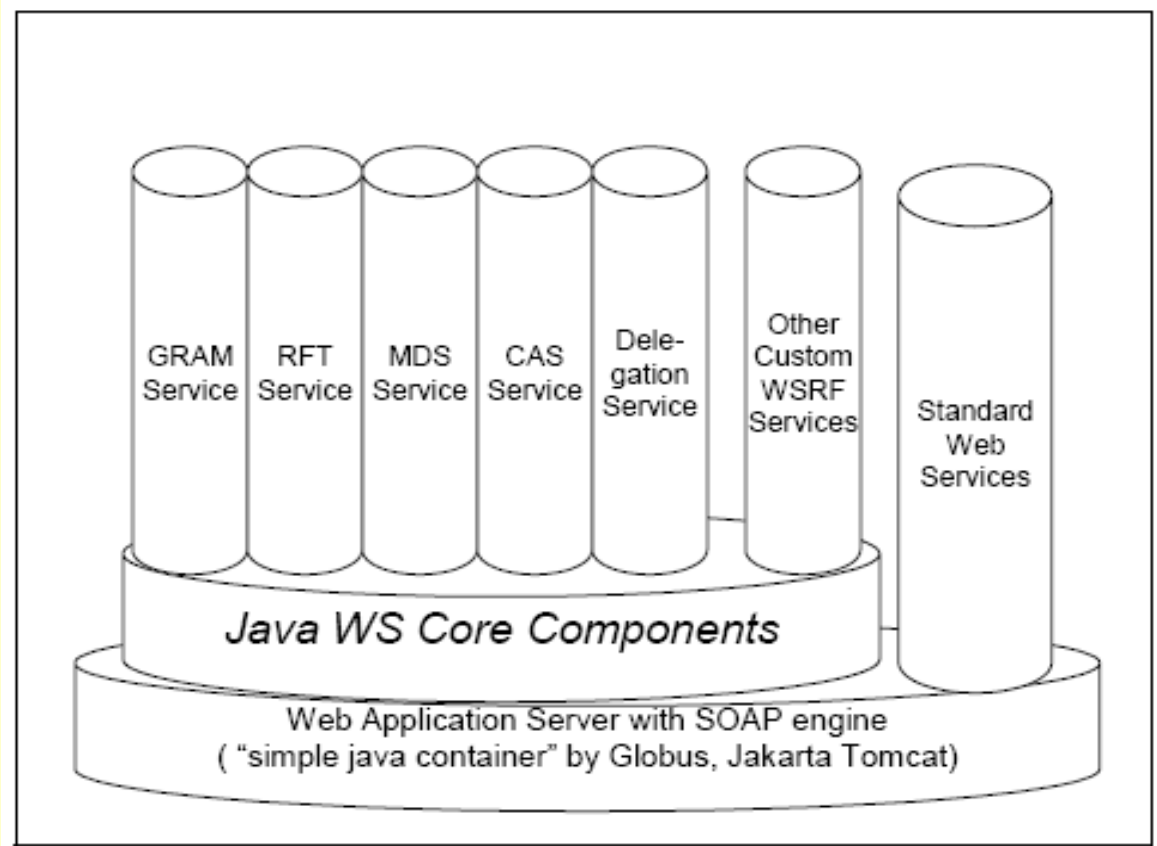 GRAM
Service
RFT
Service
MDS
Service
CAS
Service
Dele-
gation
Service
Other
Custom
WSRF
Services
Standard
Web
Services
Java WS Core Components
Web Application Server with SOAP engine
( “simple java container” by Globus, Jakarta Tomcat)